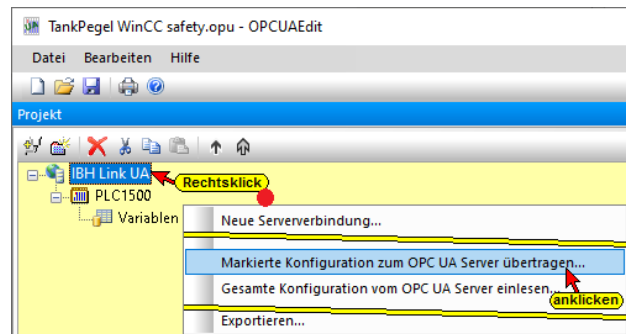 TankPegel WinCC safety.opu - OPCUAEdit
Datei Bearbeiten Hilfe
Projekt
IBH Link UA
Rechtsklick
PLC1500
Variablen
Neue Serververbindung...
Markierte Konfiguration zum OPC UA Server übertragen...
Gesamte Konfiguration vom OPC UA Server einlesen...
anklicken
Exportieren...